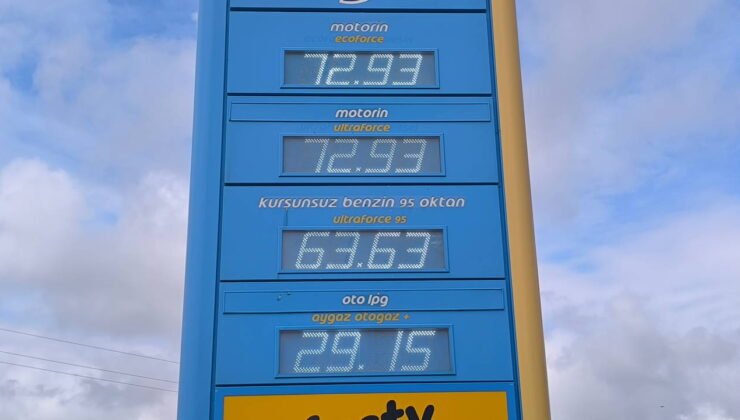 motorin
ecoforce
72.93
motorin
ultraforce
72.93
kurşunsuz benzin 95 oktan
ultraforce 95
63.63
oto lpg
aygaz otogaz +
29.15